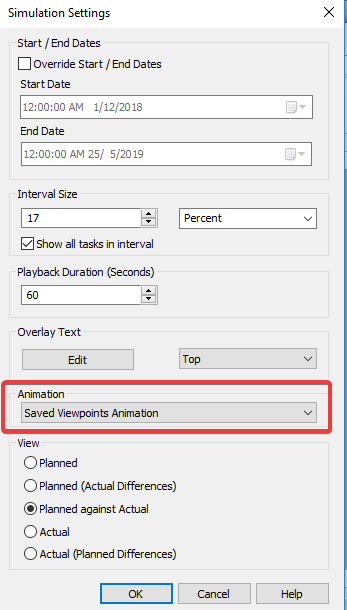 Simulation Settings
Start / End Dates
Override Start / End Dates
Start Date
12:00:00 AM 1/12/2018
End Date
12:00:00 AM 25/ 5/2019
Interval Size
17 Percent
Show all tasks in interval
Playback Duration (Seconds)
60
Overlay Text
Edit Top
Animation
Saved Viewpoints Animation
View
Planned
Planned (Actual Differences)
Planned against Actual
Actual
Actual (Planned Differences)
OK Cancel Help